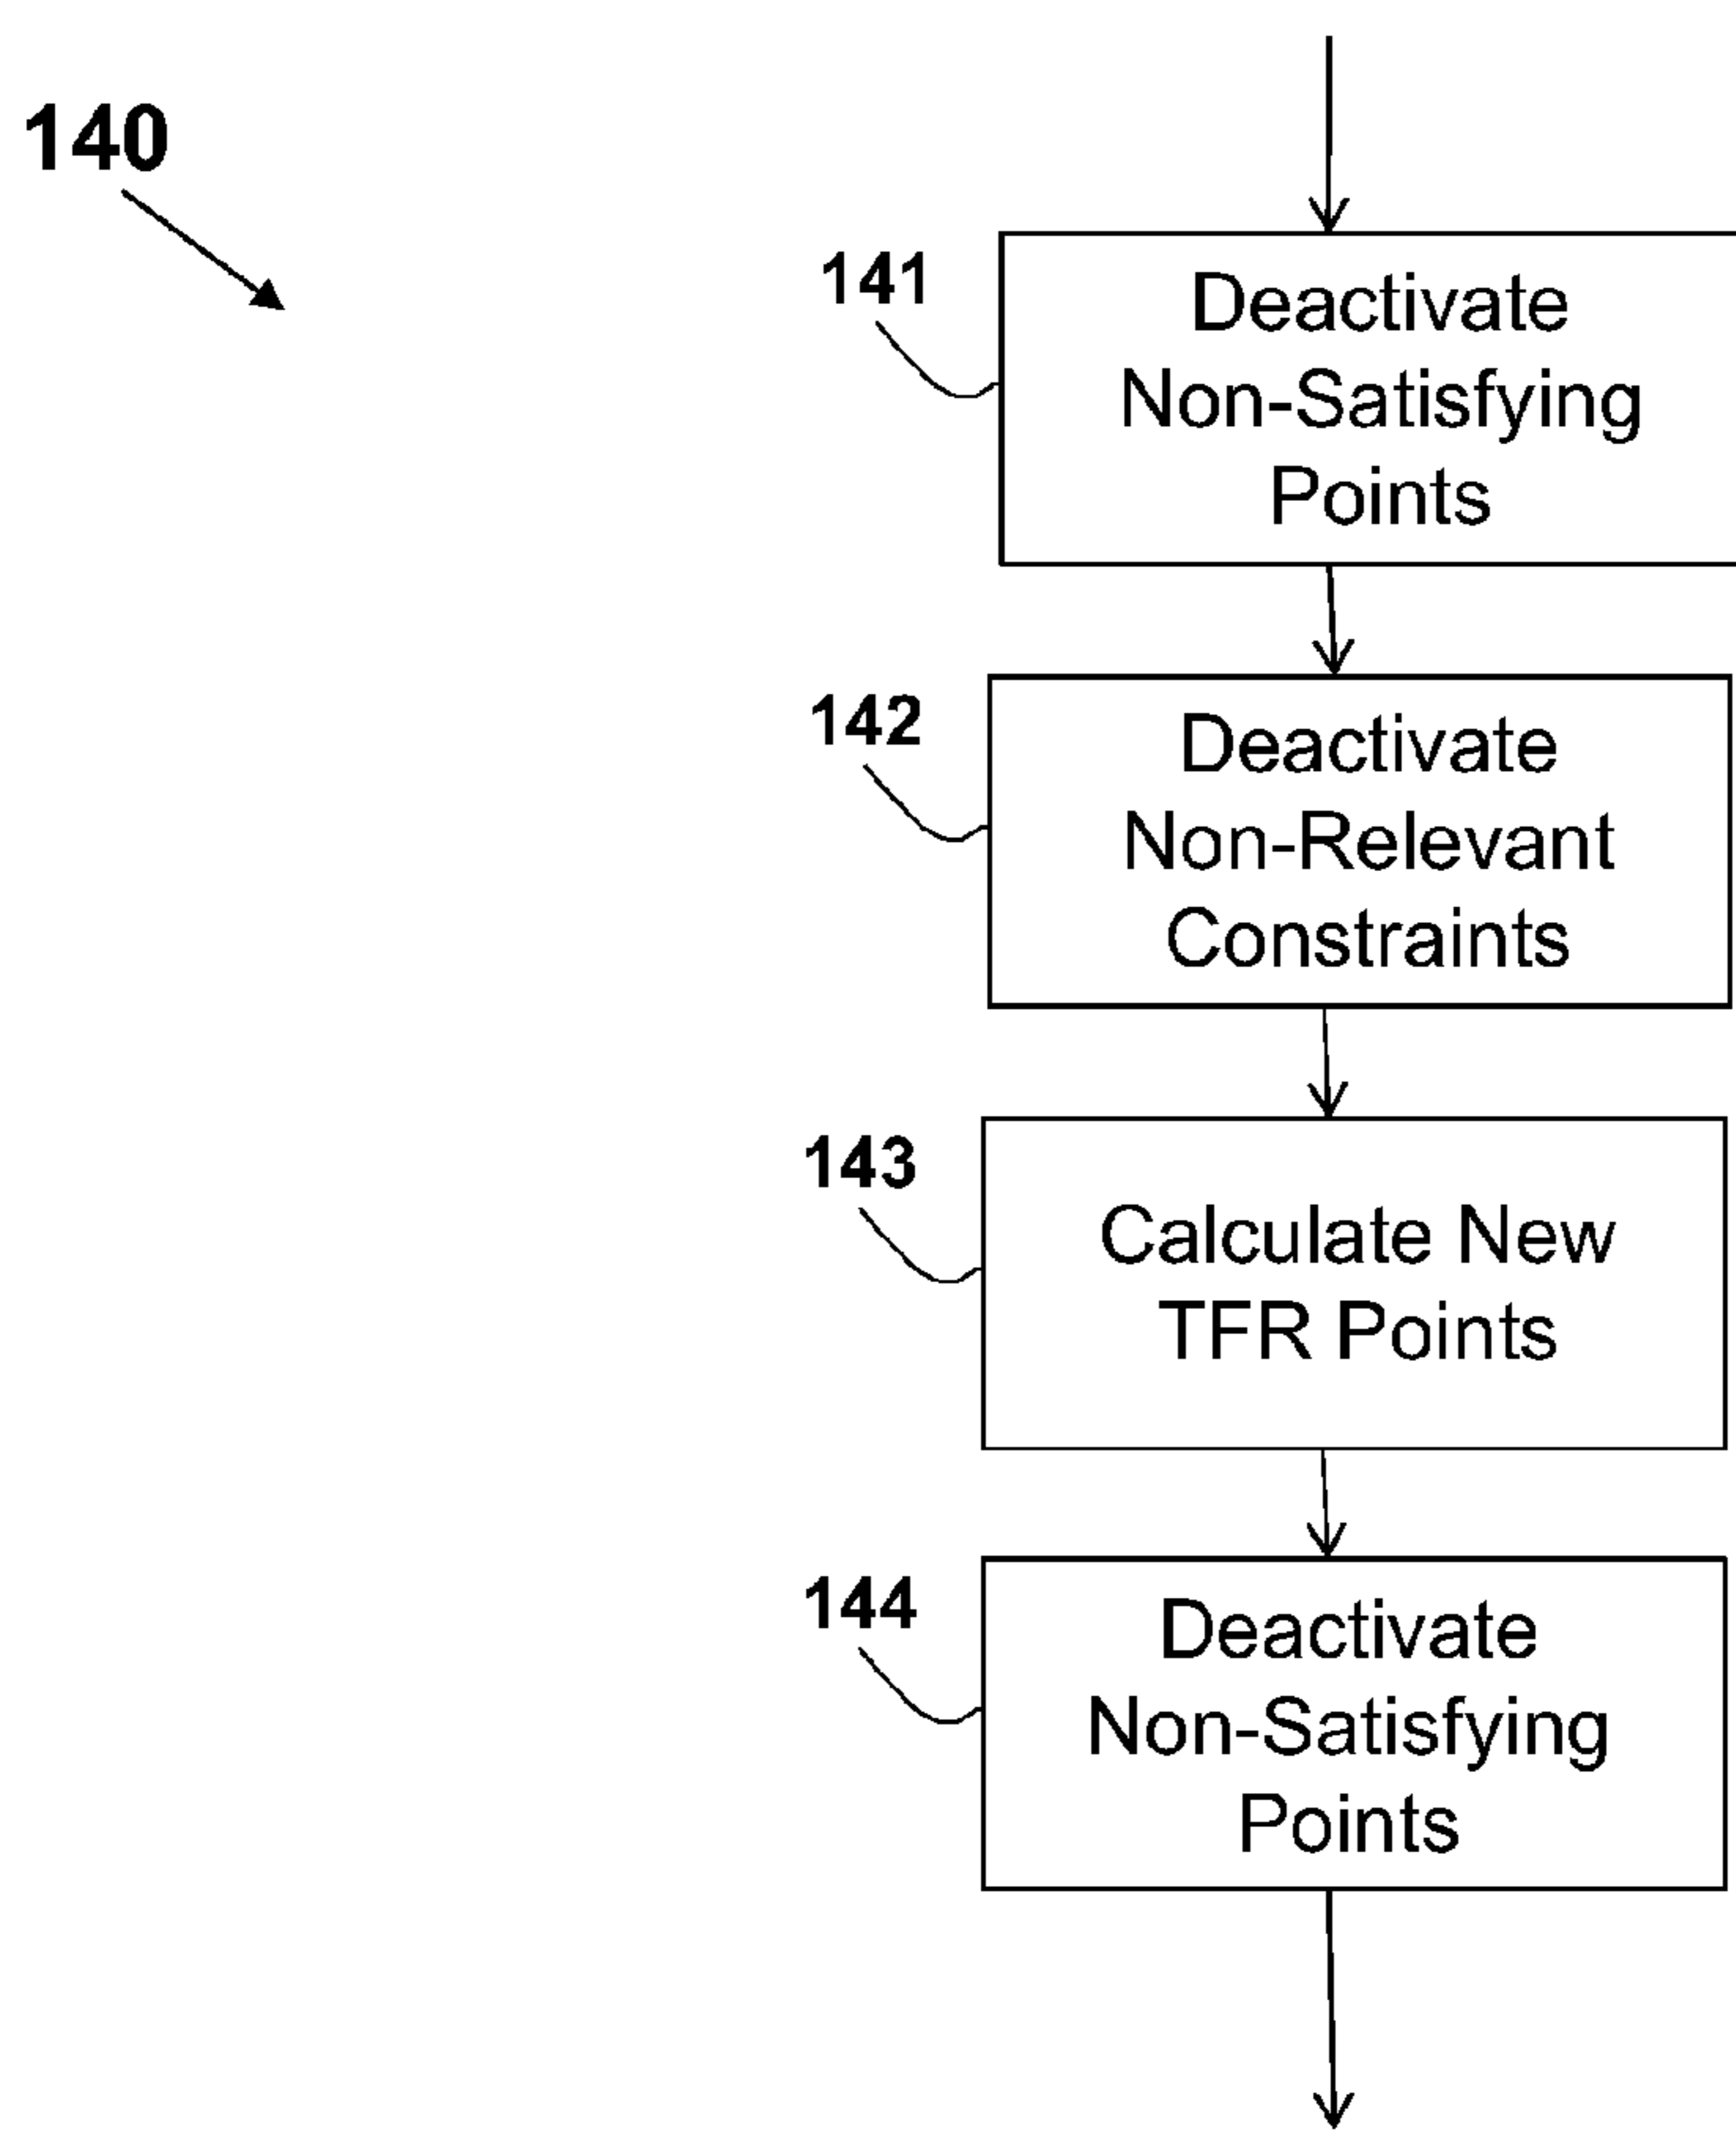 140
141
Deactivate
Non-Satisfying
Points
142
Deactivate
Non-Relevant
Constraints
143
Calculate New
TFR Points
144
Deactivate
Non-Satisfying
Points